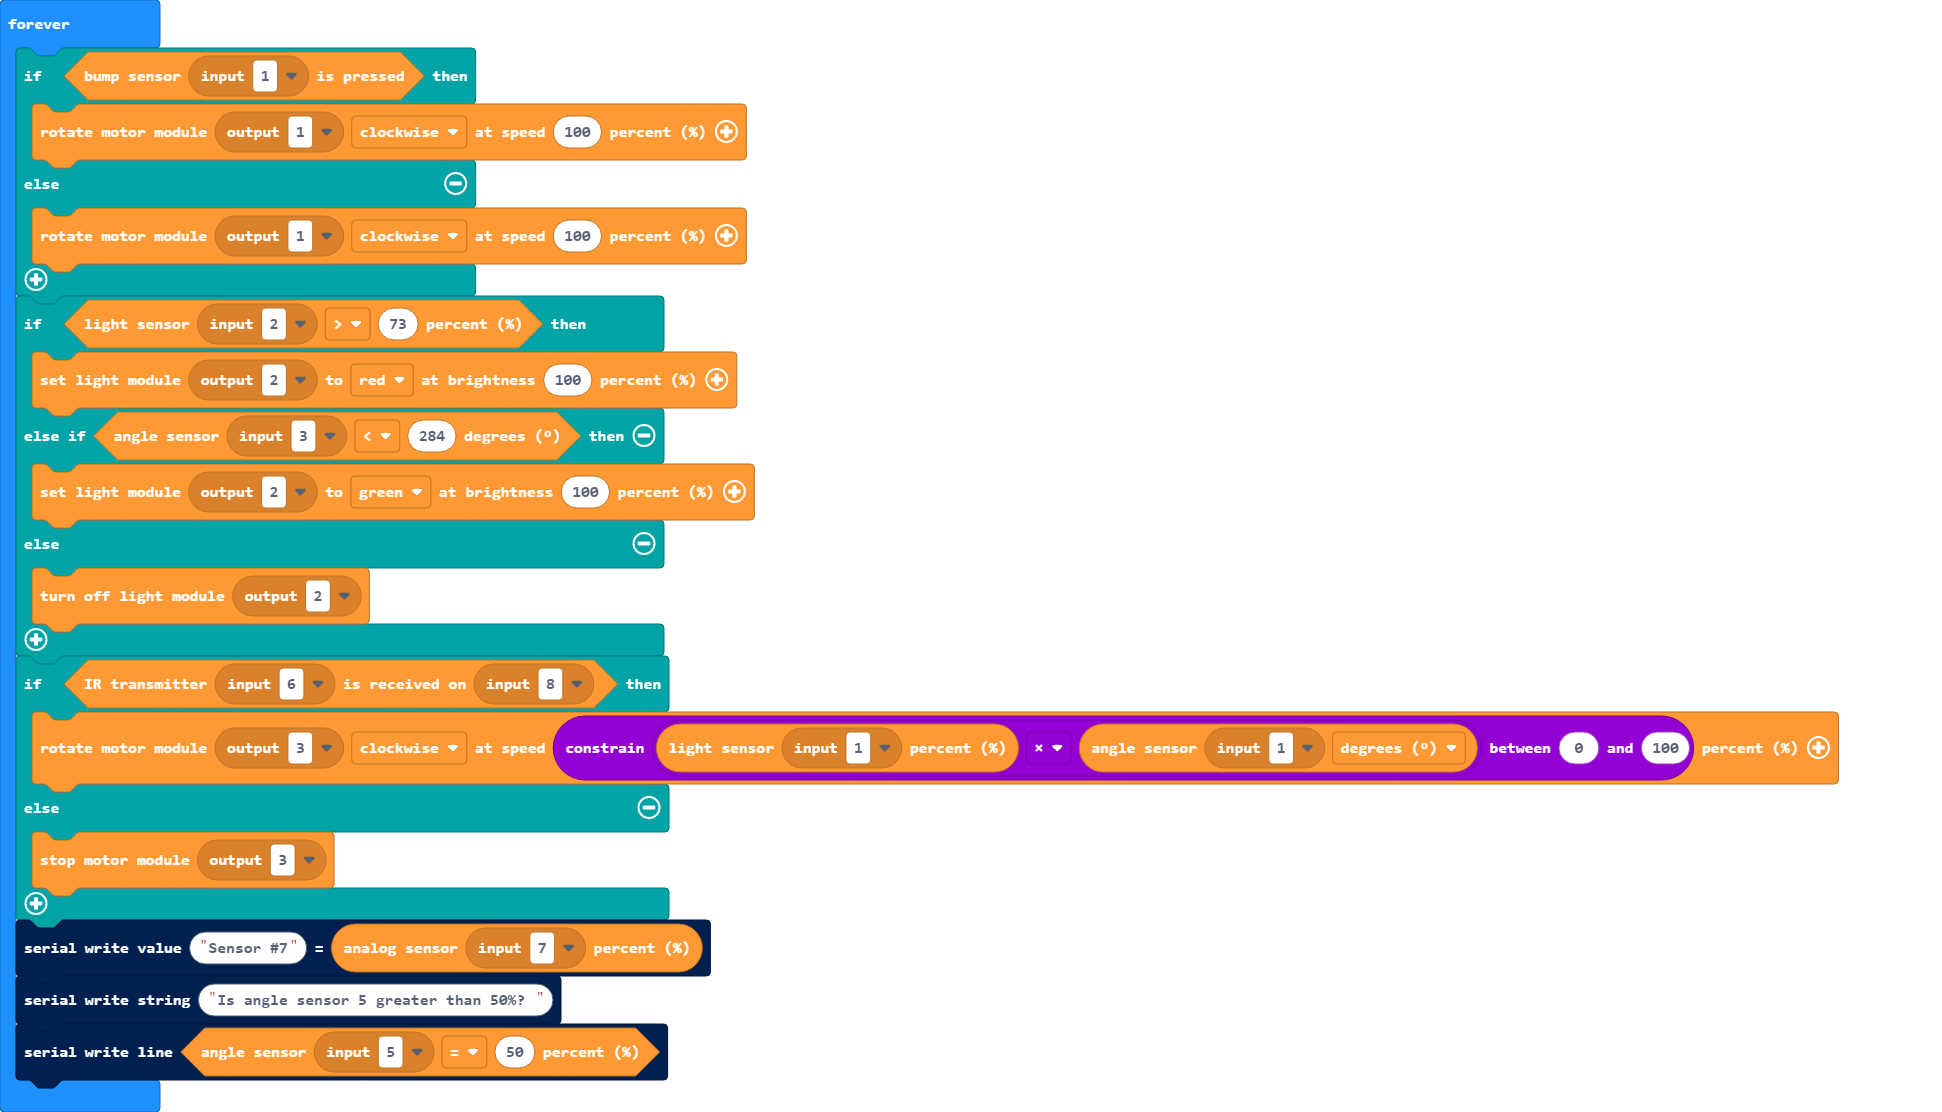 forever
if bump sensor input 1 is pressed then
rotate motor module output 1 clockwise at speed 100 percent (%)
else
rotate motor module output 1 clockwise at speed 100 percent (%)
if light sensor input 2 > 73 percent (%) then
set light module output 2 to red at brightness 100 percent (%)
else if angle sensor input 3 < 284 degrees (º) then
set light module output 2 to green at brightness 100 percent (%)
else
turn off light module output 2
if IR transmitter input 6 is received on input 8 then
rotate motor module output 3 clockwise at speed constrain light sensor input 1 percent (%) × angle sensor input 1 degrees (º) between 0 and 100 percent (%)
else
stop motor module output 3
serial write value "Sensor #7" = analog sensor input 7 percent (%)
serial write string "Is angle sensor 5 greater than 50%? "
serial write line angle sensor input 5 = 50 percent (%)